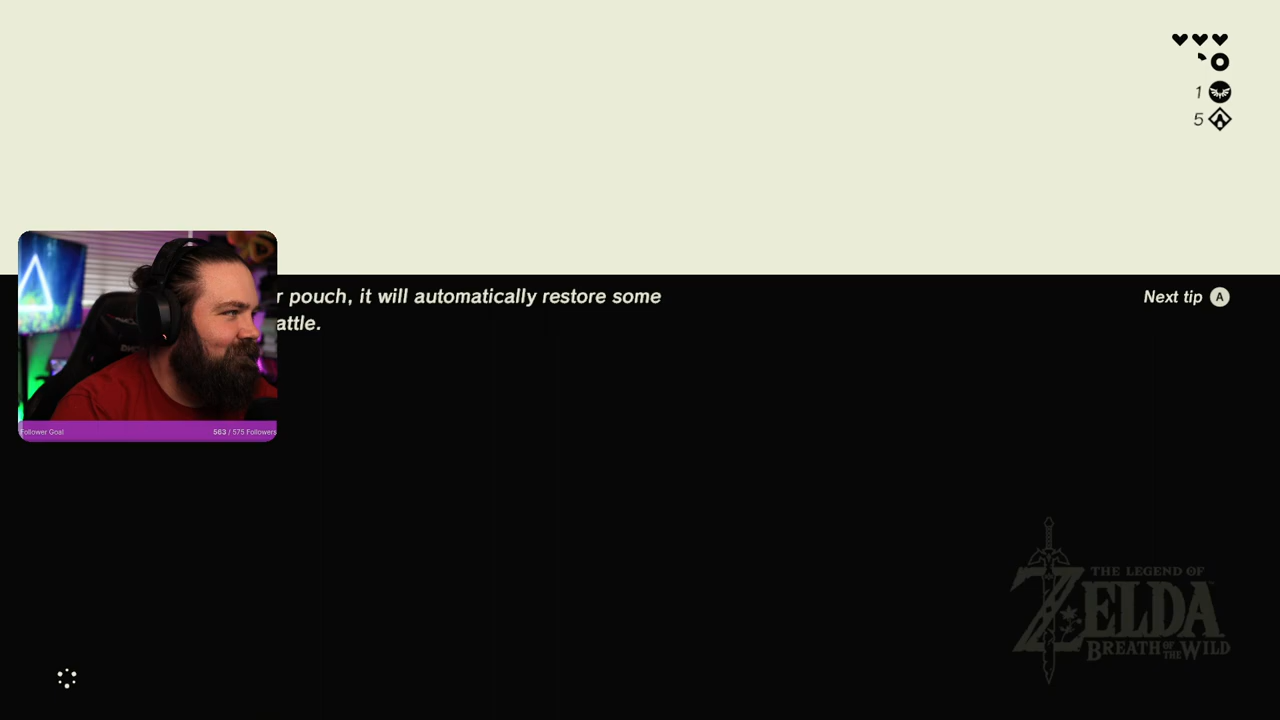 1
5
r pouch, it will automatically restore some
attle.
Next tip A
Follower Goal 563 / 575 Followers
THE LEGEND OF
ZELDA
BREATH OF THE WILD